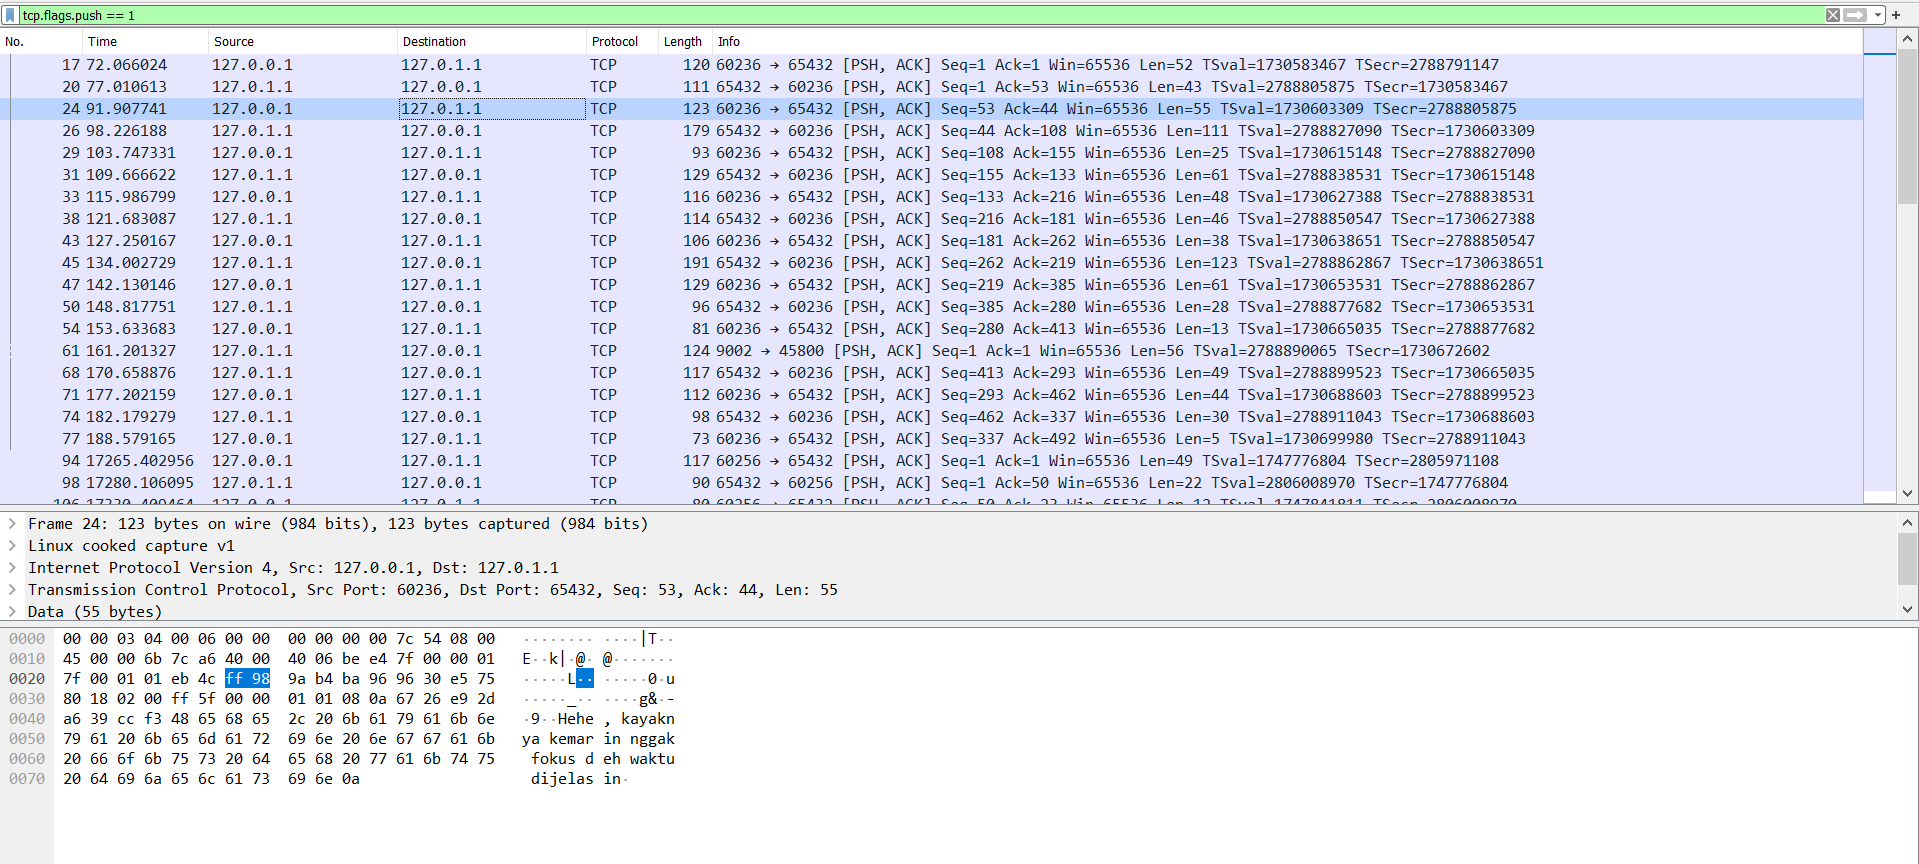 tcp.flags.push == 1
No. Time Source Destination Protocol Length Info
17 72.066024 127.0.0.1 127.0.1.1 TCP 120 60236 → 65432 [PSH, ACK] Seq=1 Ack=1 Win=65536 Len=52 TSval=1730583467 TSecr=2788791147
20 77.010613 127.0.1.1 127.0.0.1 TCP 111 65432 → 60236 [PSH, ACK] Seq=1 Ack=53 Win=65536 Len=43 TSval=2788805875 TSecr=1730583467
24 91.907741 127.0.0.1 127.0.1.1 TCP 123 60236 → 65432 [PSH, ACK] Seq=53 Ack=44 Win=65536 Len=55 TSval=1730603309 TSecr=2788805875
26 98.226188 127.0.0.1 127.0.1.1 TCP 179 65432 → 60236 [PSH, ACK] Seq=44 Ack=108 Win=65536 Len=111 TSval=2788827090 TSecr=1730603309
29 103.747331 127.0.0.1 127.0.1.1 TCP 93 60236 → 65432 [PSH, ACK] Seq=108 Ack=155 Win=65536 Len=25 TSval=1730615148 TSecr=2788827090
31 109.666622 127.0.0.1 127.0.1.1 TCP 129 65432 → 60236 [PSH, ACK] Seq=155 Ack=133 Win=65536 Len=61 TSval=2788838531 TSecr=1730615148
33 115.986799 127.0.0.1 127.0.1.1 TCP 116 60236 → 65432 [PSH, ACK] Seq=133 Ack=216 Win=65536 Len=48 TSval=1730627388 TSecr=2788838531
38 121.683087 127.0.1.1 127.0.0.1 TCP 114 65432 → 60236 [PSH, ACK] Seq=216 Ack=181 Win=65536 Len=46 TSval=2788850547 TSecr=1730627388
43 127.250167 127.0.0.1 127.0.1.1 TCP 106 60236 → 65432 [PSH, ACK] Seq=181 Ack=262 Win=65536 Len=38 TSval=1730638651 TSecr=2788850547
45 134.002729 127.0.1.1 127.0.0.1 TCP 191 65432 → 60236 [PSH, ACK] Seq=262 Ack=219 Win=65536 Len=123 TSval=2788862867 TSecr=1730638651
47 142.130146 127.0.0.1 127.0.1.1 TCP 129 60236 → 65432 [PSH, ACK] Seq=219 Ack=385 Win=65536 Len=61 TSval=1730653531 TSecr=2788862867
50 148.817751 127.0.1.1 127.0.0.1 TCP 96 65432 → 60236 [PSH, ACK] Seq=385 Ack=280 Win=65536 Len=28 TSval=2788877682 TSecr=1730653531
54 153.633683 127.0.0.1 127.0.1.1 TCP 81 60236 → 65432 [PSH, ACK] Seq=280 Ack=413 Win=65536 Len=13 TSval=1730665035 TSecr=2788877682
61 161.201327 127.0.0.1 127.0.1.1 TCP 124 9002 → 45800 [PSH, ACK] Seq=1 Ack=1 Win=65536 Len=56 TSval=2788890065 TSecr=1730672602
68 170.658876 127.0.0.1 127.0.1.1 TCP 117 65432 → 60236 [PSH, ACK] Seq=413 Ack=293 Win=65536 Len=49 TSval=2788899523 TSecr=1730665035
71 177.202159 127.0.0.1 127.0.1.1 TCP 112 60236 → 65432 [PSH, ACK] Seq=293 Ack=462 Win=65536 Len=44 TSval=1730688603 TSecr=2788899523
74 182.179279 127.0.0.1 127.0.1.1 TCP 98 65432 → 60236 [PSH, ACK] Seq=462 Ack=337 Win=65536 Len=30 TSval=2788911043 TSecr=1730688603
77 188.579165 127.0.0.1 127.0.1.1 TCP 73 60236 → 65432 [PSH, ACK] Seq=337 Ack=492 Win=65536 Len=5 TSval=1730699980 TSecr=2788911043
94 17265.402956 127.0.0.1 127.0.1.1 TCP 117 60256 → 65432 [PSH, ACK] Seq=1 Ack=1 Win=65536 Len=49 TSval=1747776804 TSecr=2805971108
98 17280.106095 127.0.0.1 127.0.1.1 TCP 90 65432 → 60256 [PSH, ACK] Seq=1 Ack=50 Win=65536 Len=22 TSval=2806008970 TSecr=1747776804
Frame 24: 123 bytes on wire (984 bits), 123 bytes captured (984 bits)
Linux cooked capture v1
Internet Protocol Version 4, Src: 127.0.0.1, Dst: 127.0.1.1
Transmission Control Protocol, Src Port: 60236, Dst Port: 65432, Seq: 53, Ack: 44, Len: 55
Data (55 bytes)
0000 00 00 03 04 00 06 00 00 00 00 00 00 7c 54 08 00 ········ ····|T··
0010 45 00 00 6b 7c a6 40 00 40 06 be e4 7f 00 00 01 E··k|·@· @·······
0020 7f 00 01 01 eb 4c ff 98 9a b4 ba 96 96 30 e5 75 ·····L·· ·····0·u
0030 80 18 02 00 ff 5f 00 00 01 01 08 0a 67 26 e9 2d ·····_·· ····g&·-
0040 a6 39 cc f3 48 65 68 65 2c 20 6b 61 79 61 6b 6e ·9··Hehe , kayakn
0050 79 61 20 6b 65 6d 61 72 69 6e 20 6e 67 67 61 6b ya kemar in nggak
0060 20 66 6f 6b 75 73 20 64 65 68 20 77 61 6b 74 75 fokus d eh waktu
0070 20 64 69 6a 65 6c 61 73 69 6e 0a dijelas in·